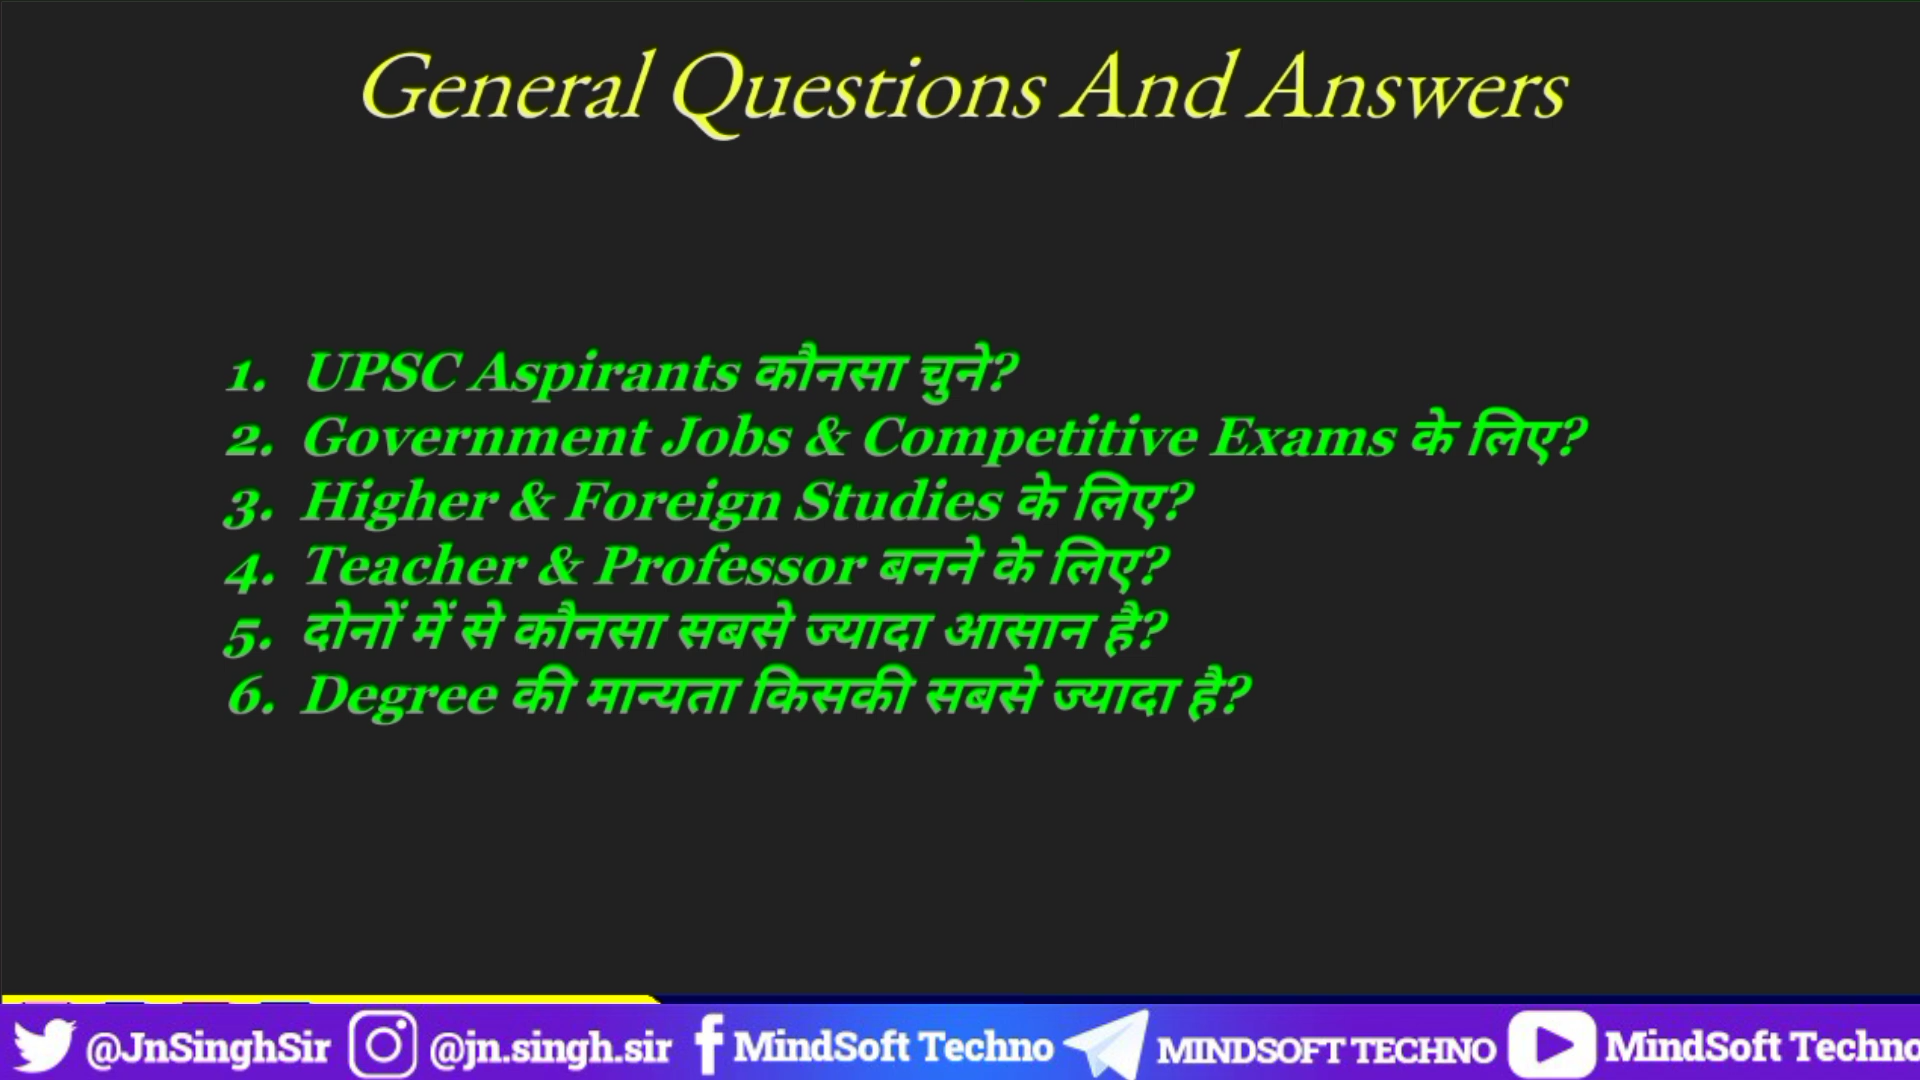 General Questions And Answers
1. UPSC Aspirants कौनसा चुने?
2. Government Jobs & Competitive Exams के लिए?
3. Higher & Foreign Studies के लिए?
4. Teacher & Professor बनने के लिए?
5. दोनों में से कौनसा सबसे ज्यादा आसान है?
6. Degree की मान्यता किसकी सबसे ज्यादा है?
@JnSinghSir @jn.singh.sir MindSoft Techno MINDSOFT TECHNO MindSoft Techno